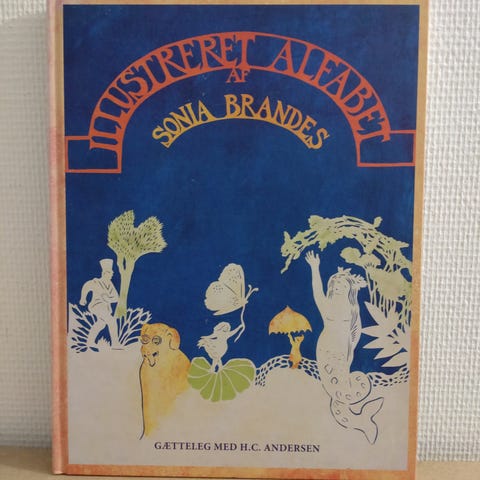 ILLUSTRERET ALFABET
AF
SONIA BRANDES
GÆTTELEG MED H.C. ANDERSEN